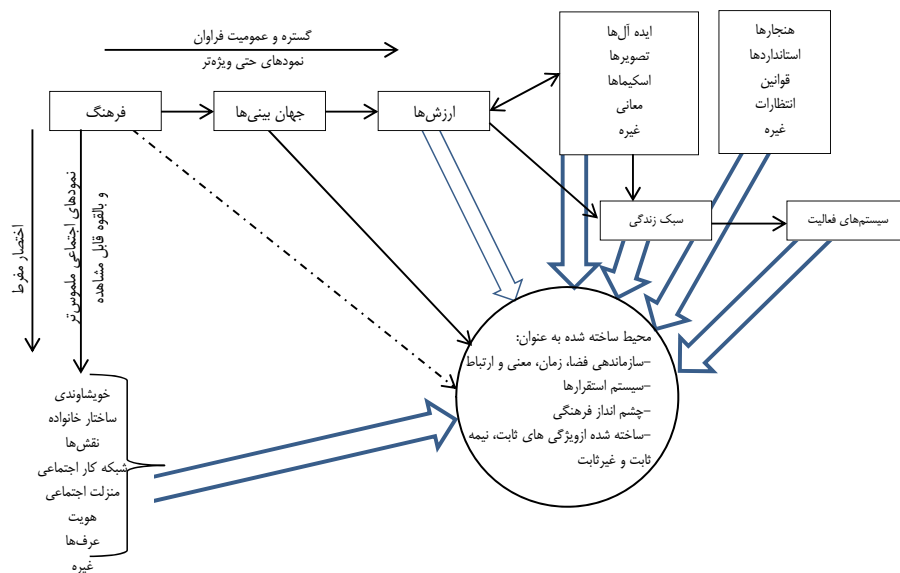 گستره و عمومیت فراوان
نمودهای حتی ویژه‌تر
ایده آل‌ها
تصویرها
اسکیماها
معانی
غیره
هنجارها
استانداردها
قوانین
انتظارات
غیره
فرهنگ
جهان بینی‌ها
ارزش‌ها
سبک زندگی
سیستم‌های فعالیت
نمودهای اجتماعی ملموس‌تر
و بالقوه قابل مشاهده
اختصار مفرط
محیط ساخته شده به عنوان:
–سازماندهی فضا، زمان، معنی و ارتباط
–سیستم استقرارها
–چشم انداز فرهنگی
–ساخته شده ازویژگی های ثابت، نیمه
ثابت و غیرثابت
خویشاوندی
ساختار خانواده
نقش‌ها
شبکه کار اجتماعی
منزلت اجتماعی
هویت
عرف‌ها
غیره